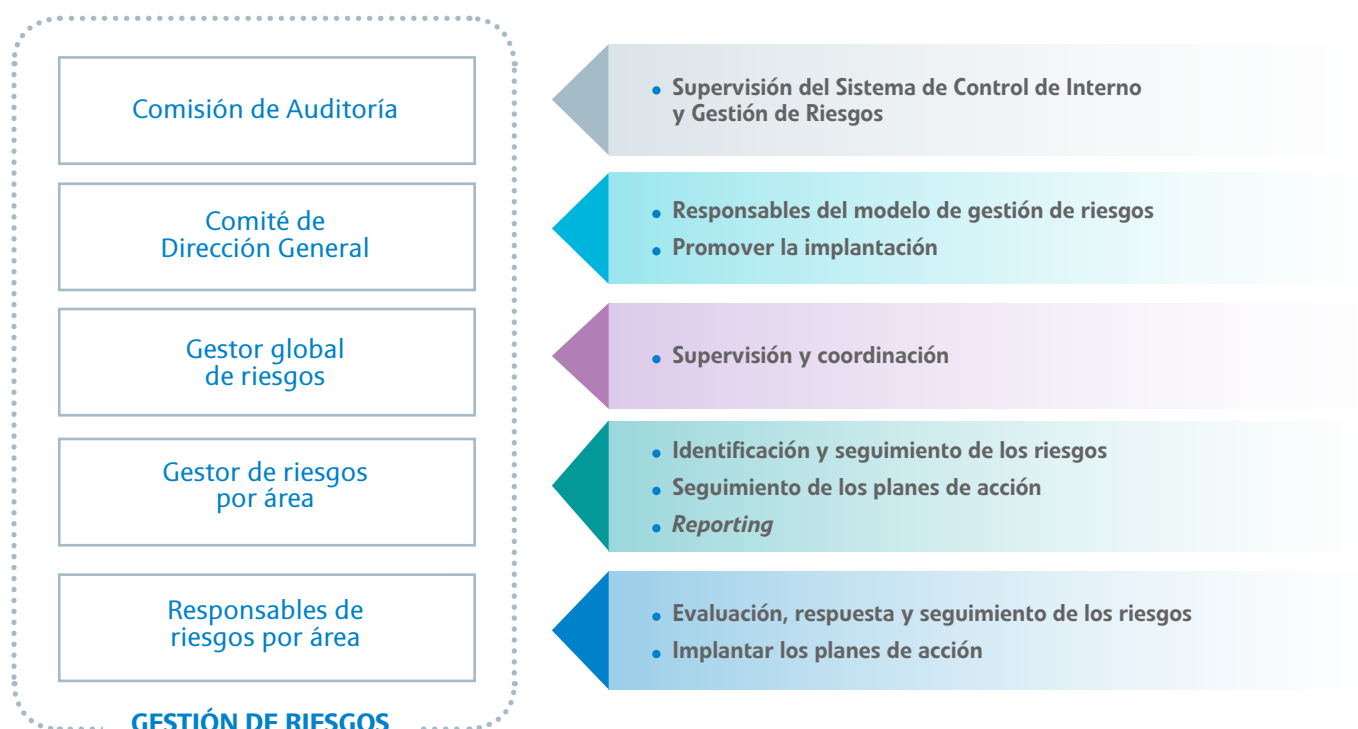 Comisión de Auditoría
• Supervisión del Sistema de Control de Interno
y Gestión de Riesgos
Comité de
Dirección General
• Responsables del modelo de gestión de riesgos
• Promover la implantación
Gestor global
de riesgos
• Supervisión y coordinación
Gestor de riesgos
por área
• Identificación y seguimiento de los riesgos
• Seguimiento de los planes de acción
• Reporting
Responsables de
riesgos por área
• Evaluación, respuesta y seguimiento de los riesgos
• Implantar los planes de acción
GESTIÓN DE RIESGOS